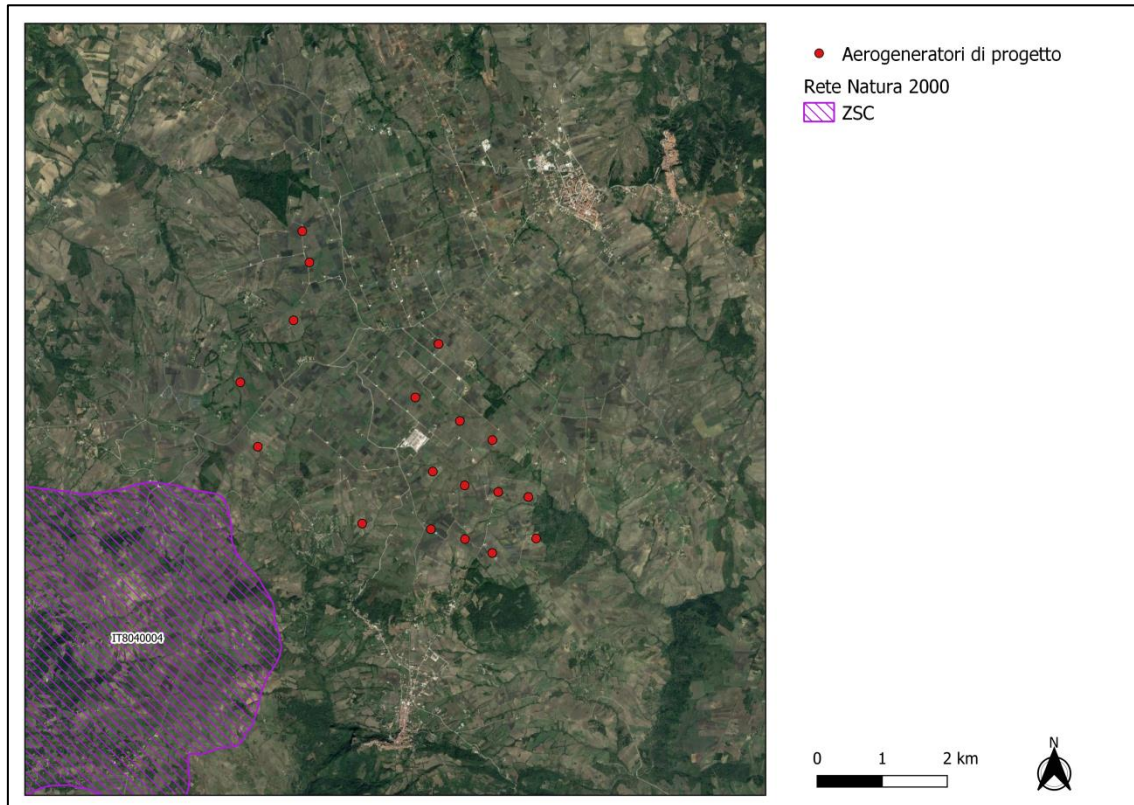 Aerogeneratori di progetto
Rete Natura 2000
ZSC
IT8040004
0 1 2 km
N